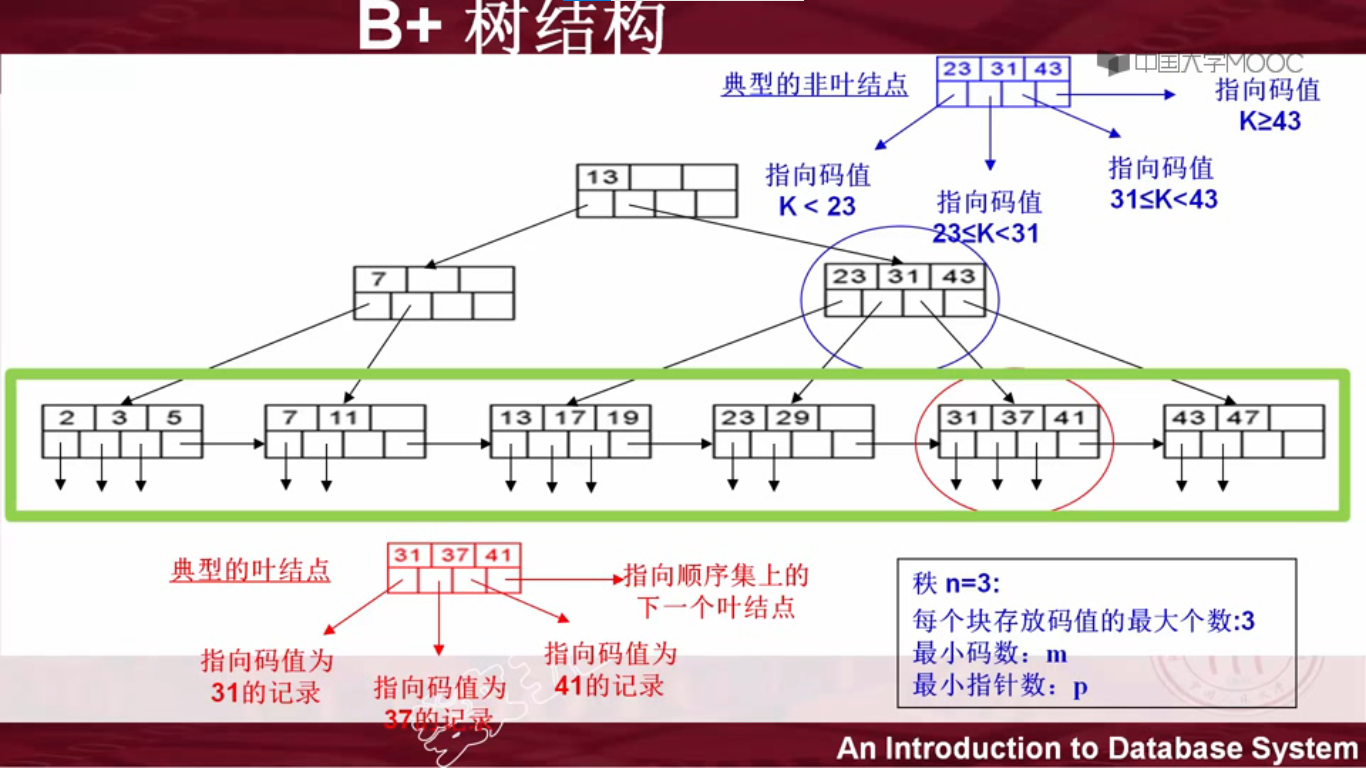 B+ 树结构
中国大学MOOC
典型的非叶结点
23 31 43
指向码值
K≥43
指向码值
31≤K<43
指向码值
K < 23
指向码值
23≤K<31
13
7
23 31 43
2 3 5
7 11
13 17 19
23 29
31 37 41
43 47
典型的叶结点
31 37 41
指向顺序集上的
下一个叶结点
指向码值为
31的记录
指向码值为
37的记录
指向码值为
41的记录
秩 n=3:
每个块存放码值的最大个数:3
最小码数：m
最小指针数：p
An Introduction to Database System